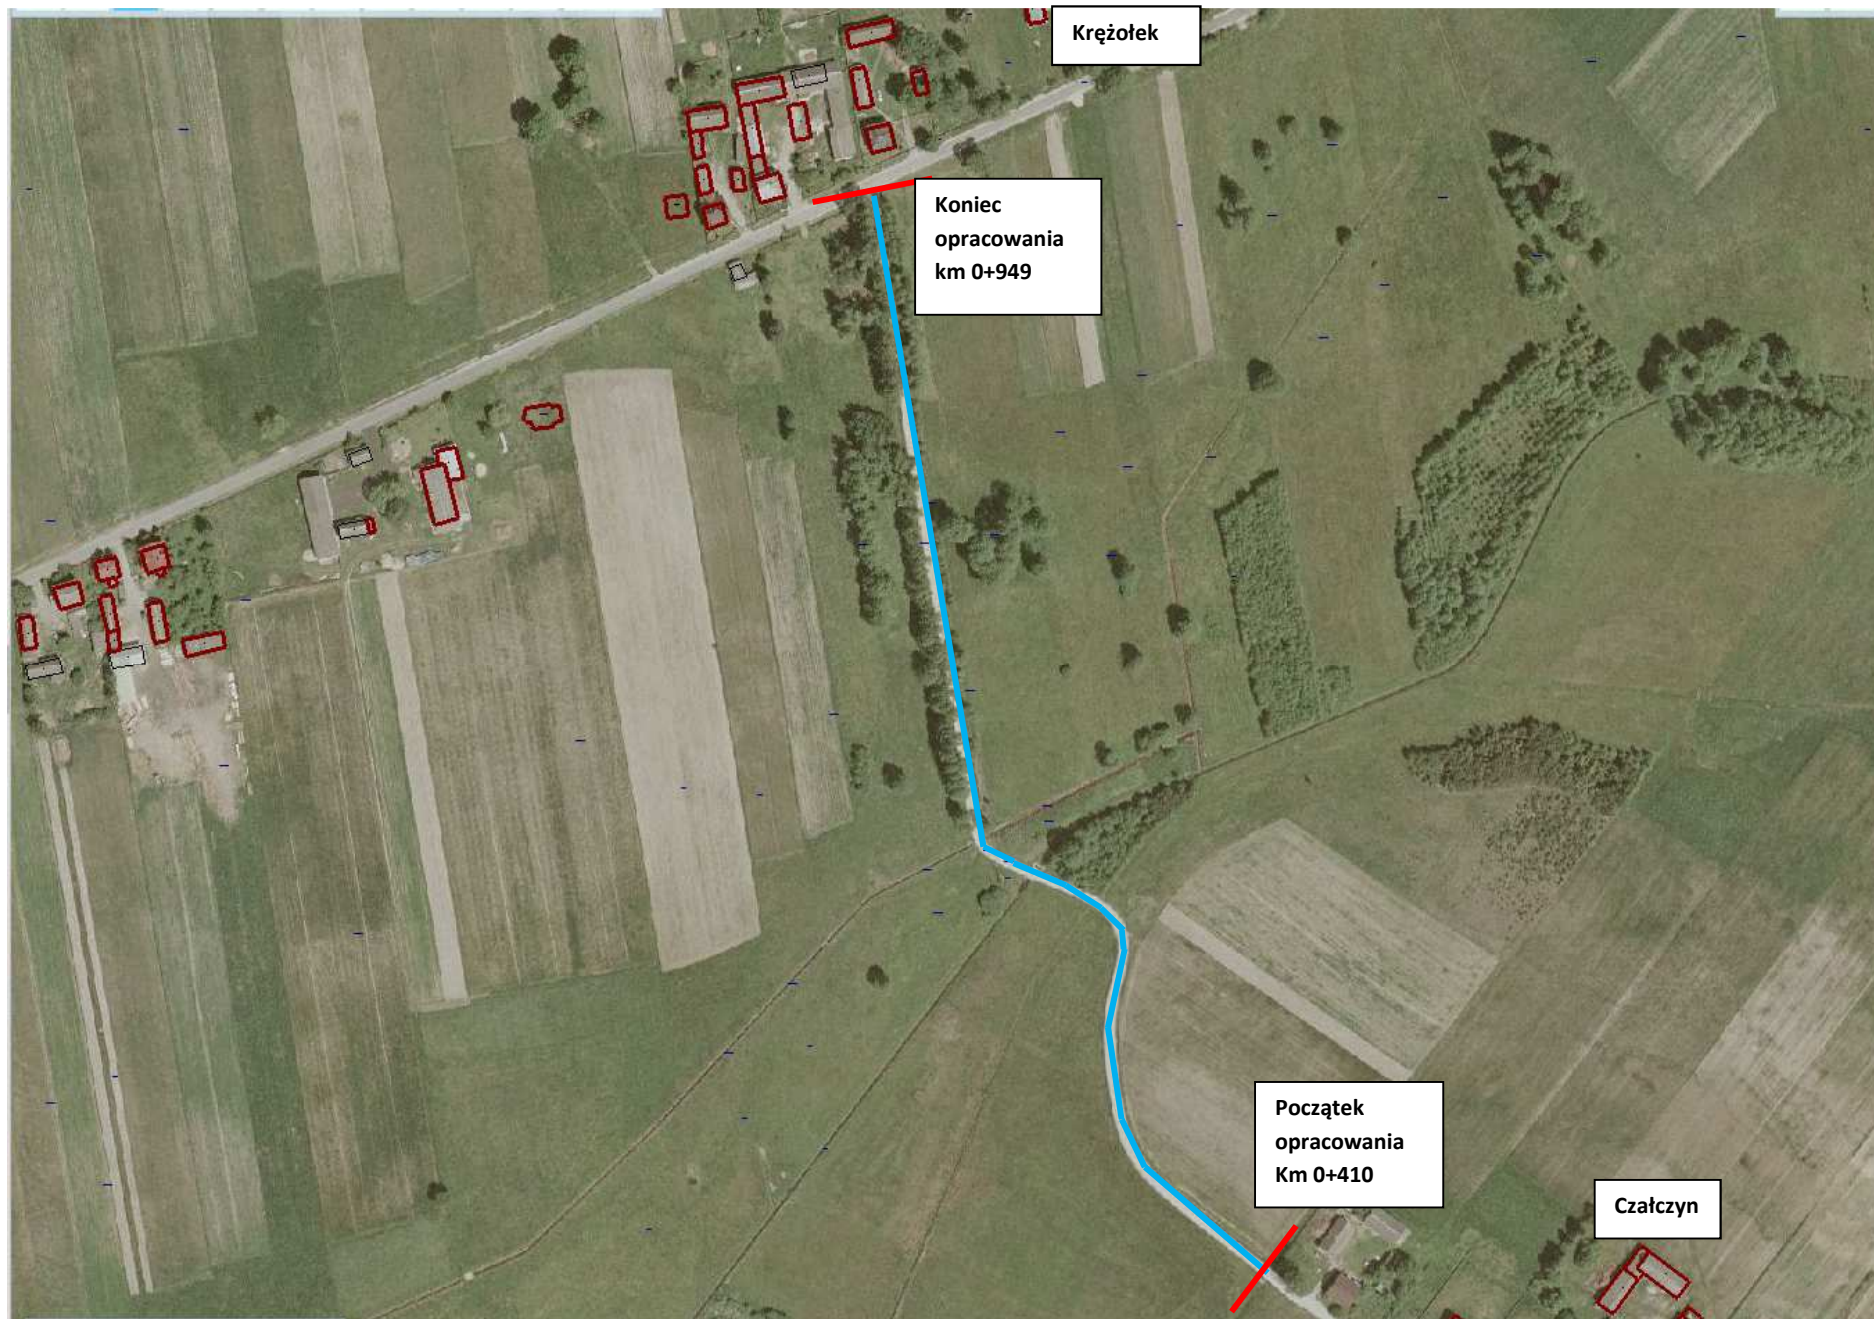 Krężołek
Koniec
opracowania
km 0+949
Początek
opracowania
Km 0+410
Czałczyn